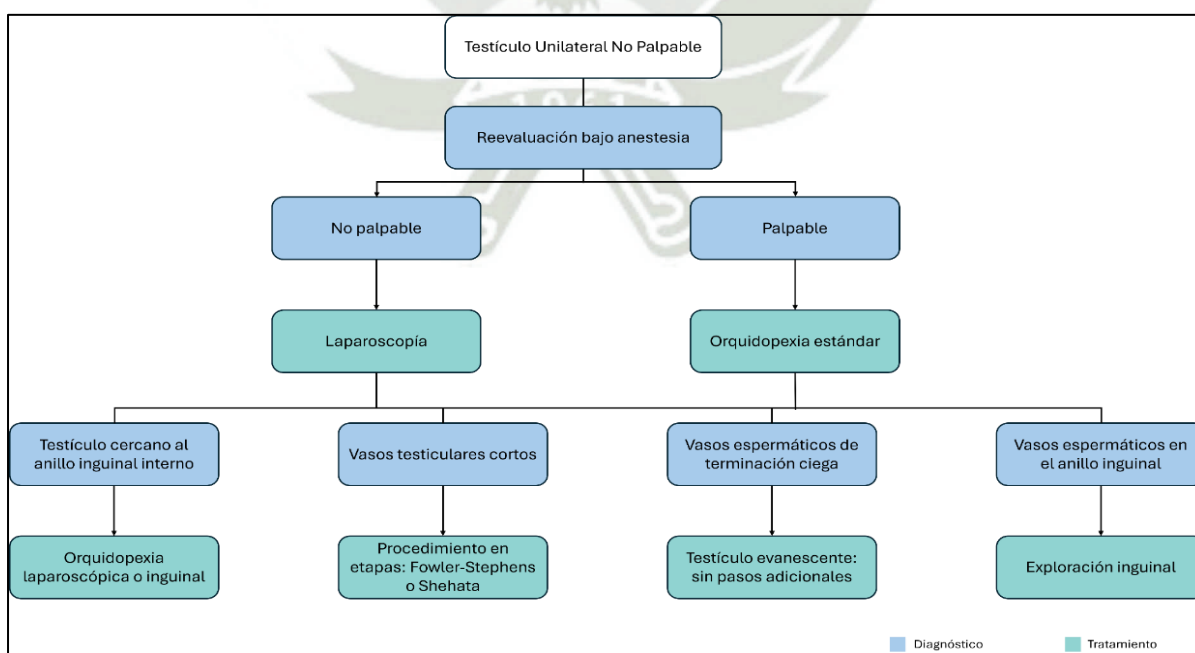 Testículo Unilateral No Palpable
1961
Reevaluación bajo anestesia
No palpable
Palpable
Laparoscopía
Orquidopexia estándar
Testículo cercano al
anillo inguinal interno
Vasos testiculares cortos
Vasos espermáticos de
terminación ciega
Vasos espermáticos en
el anillo inguinal
Orquidopexia
laparoscópica o inguinal
Procedimiento en
etapas: Fowler-Stephens
o Shehata
Testículo evanescente:
sin pasos adicionales
Exploración inguinal
Diagnóstico
Tratamiento